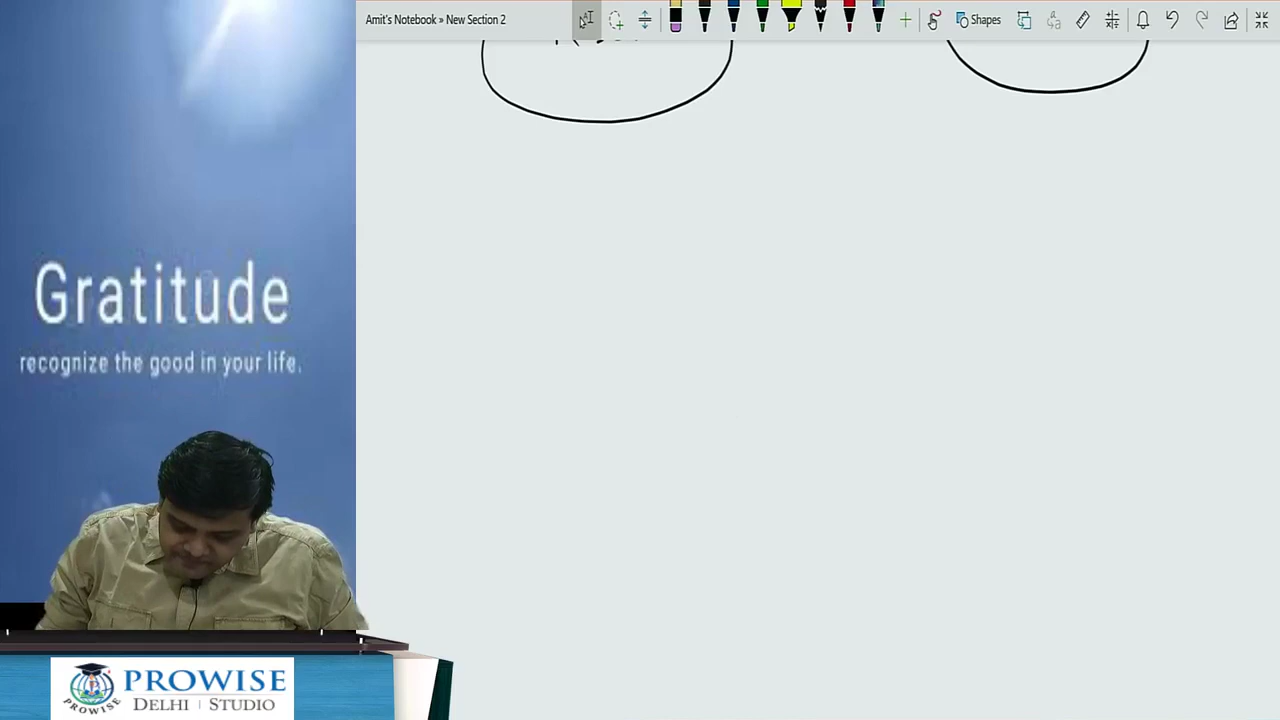 Amit's Notebook » New Section 2
Shapes
Gratitude
recognize the good in your life.
PROWISE
PROWISE
DELHI | STUDIO